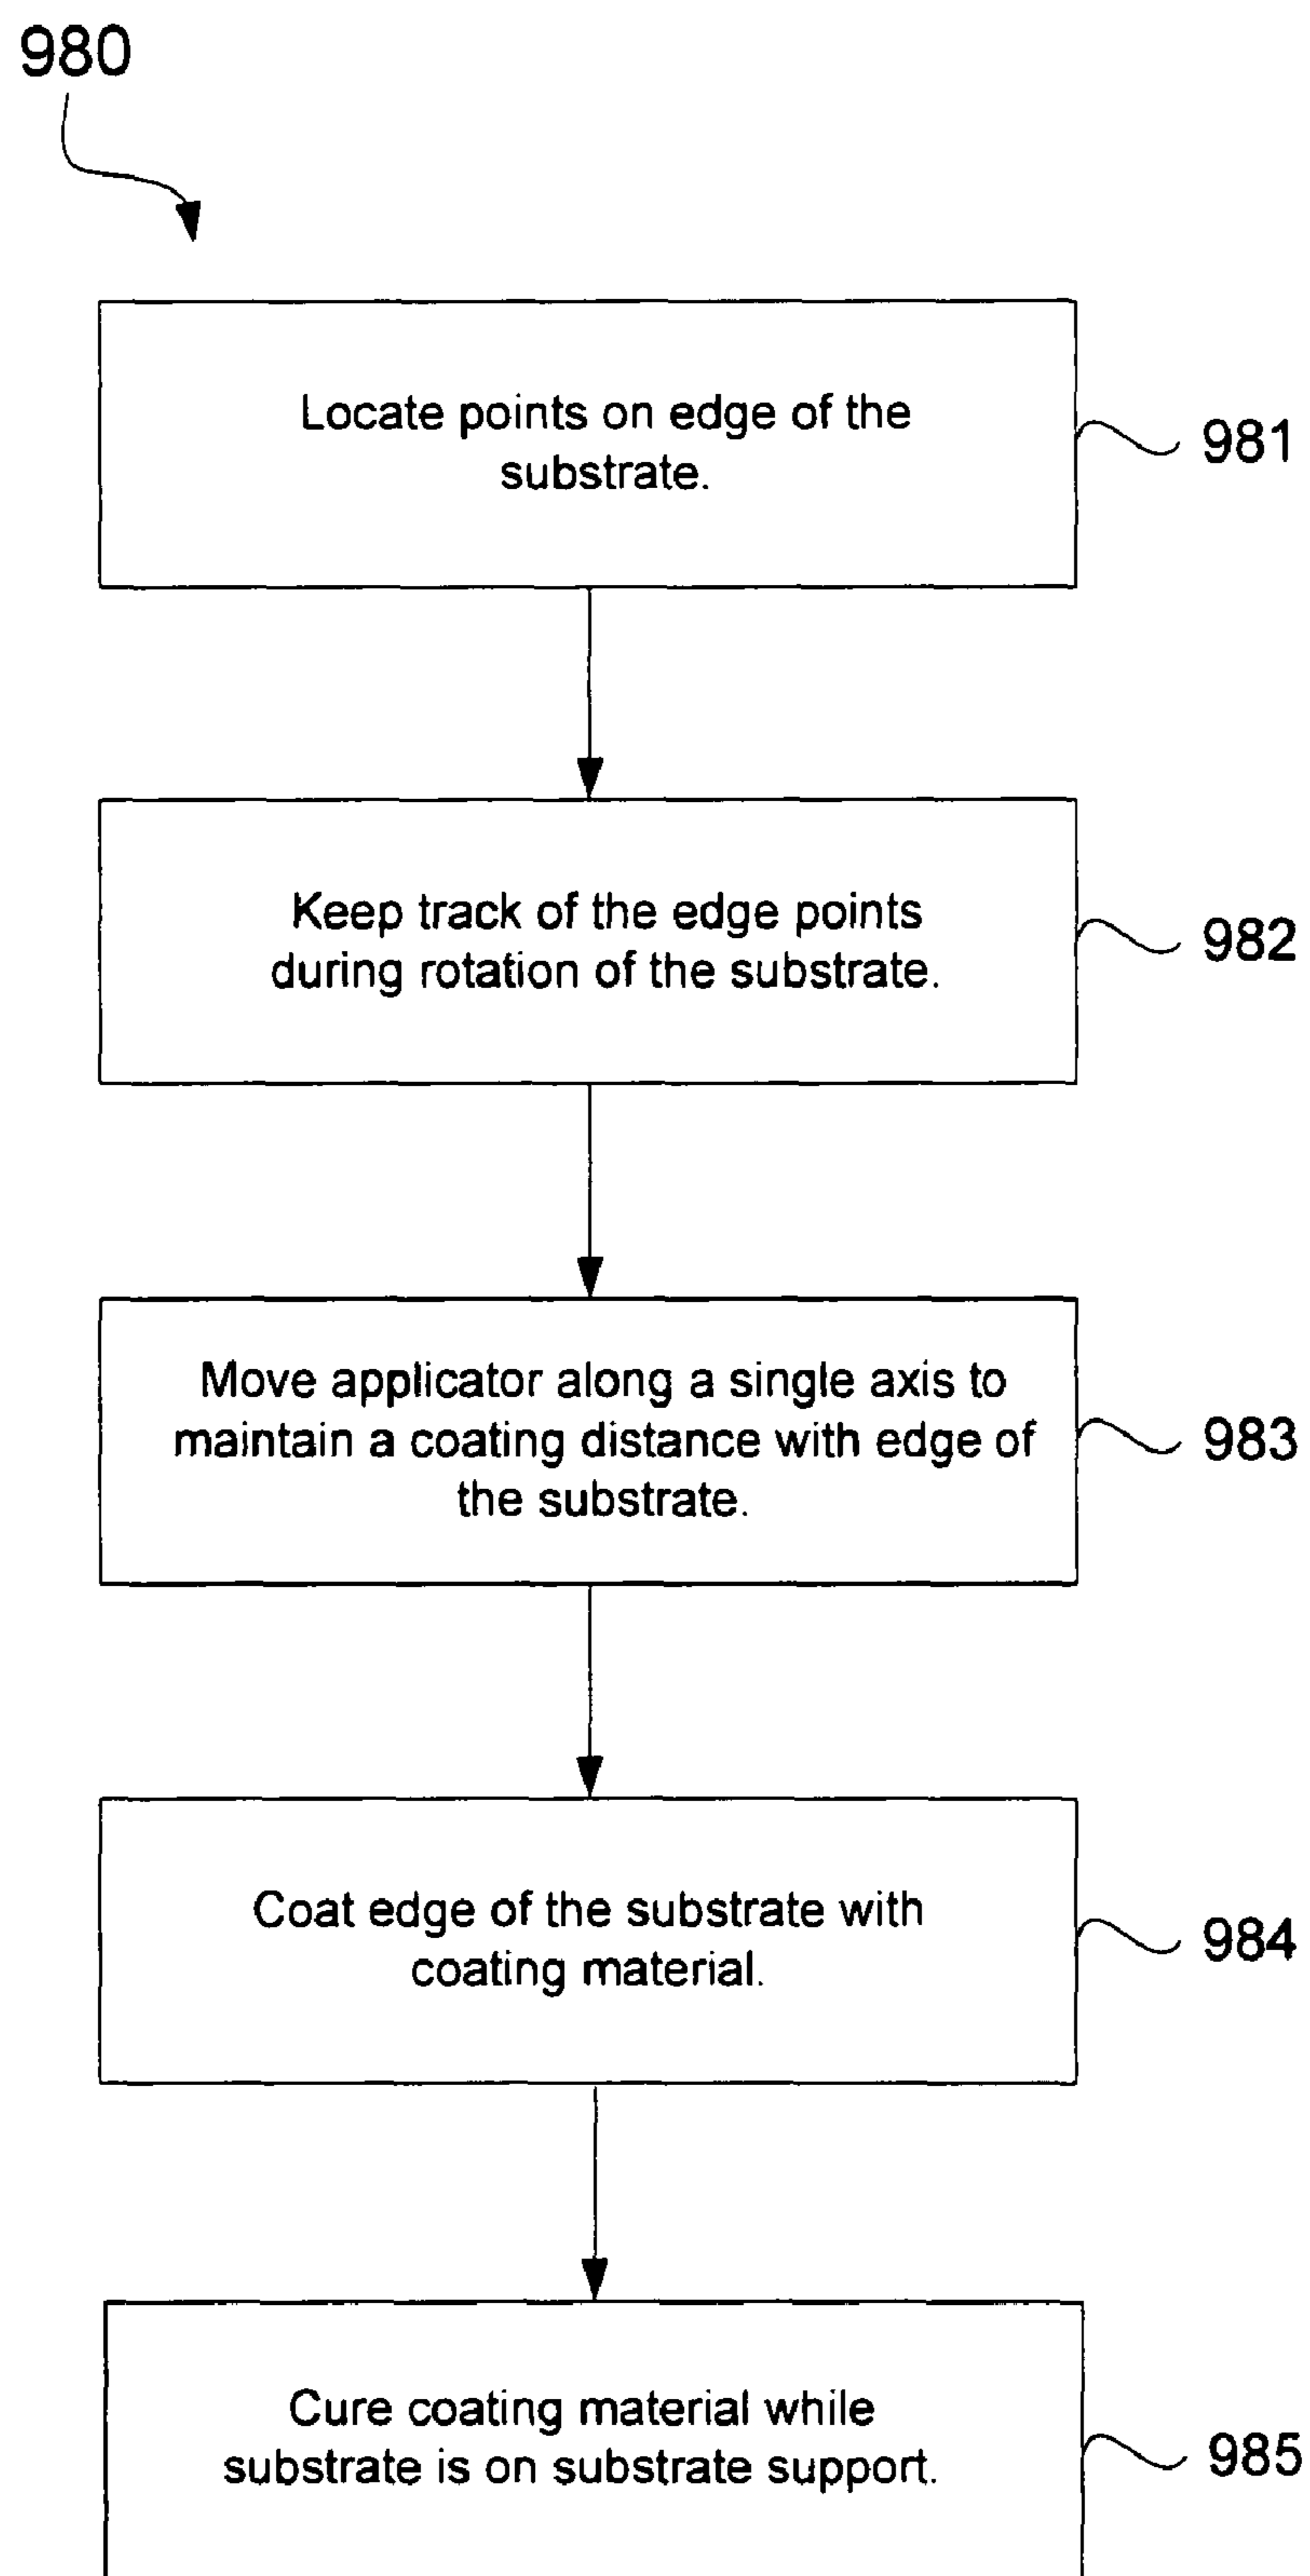 980
Locate points on edge of the
substrate.
981
Keep track of the edge points
during rotation of the substrate.
982
Move applicator along a single axis to
maintain a coating distance with edge of
the substrate.
983
Coat edge of the substrate with
coating material.
984
Cure coating material while
substrate is on substrate support.
985